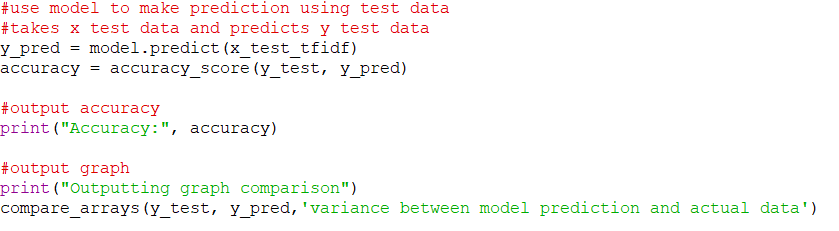 #use model to make prediction using test data
#takes x test data and predicts y test data
y_pred = model.predict(x_test_tfidf)
accuracy = accuracy_score(y_test, y_pred)
#output accuracy
print("Accuracy:", accuracy)
#output graph
print("Outputting graph comparison")
compare_arrays(y_test, y_pred,'variance between model prediction and actual data')